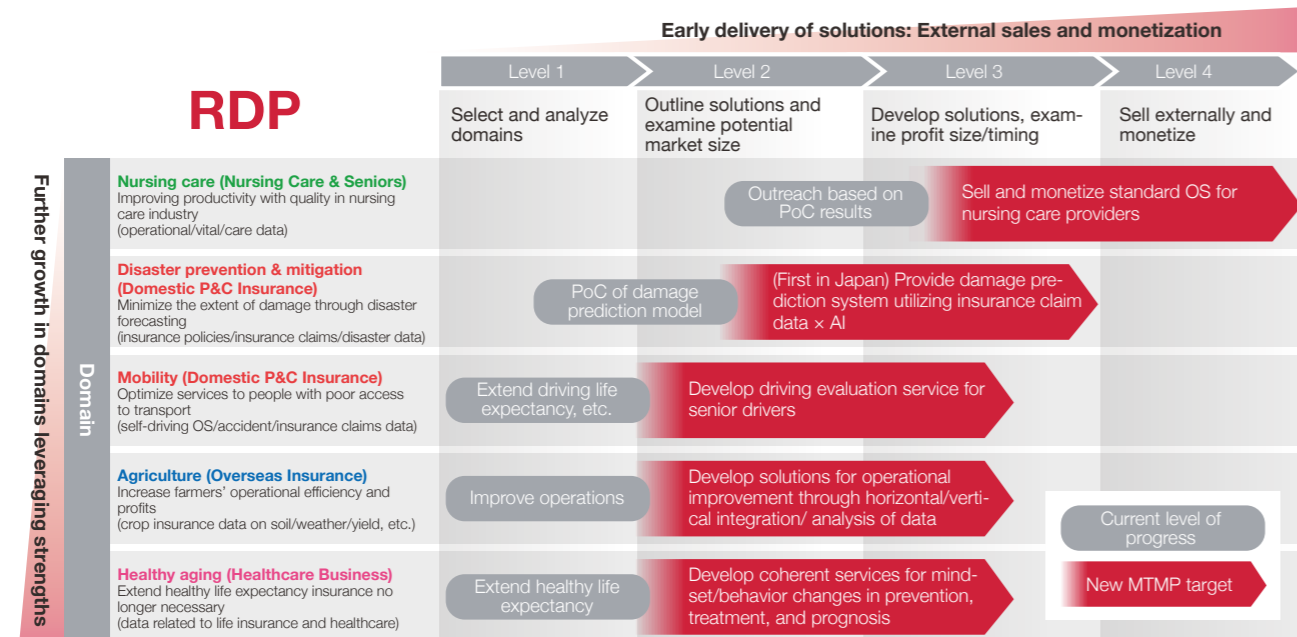 Early delivery of solutions: External sales and monetization
Level 1
Level 2
Level 3
Level 4
RDP
Select and analyze
domains
Outline solutions and
examine potential
market size
Develop solutions, exam-
ine profit size/timing
Sell externally and
monetize
Further growth in domains leveraging strengths
Domain
Nursing care (Nursing Care & Seniors)
Improving productivity with quality in nursing
care industry
(operational/vital/care data)
Outreach based on
PoC results
Sell and monetize standard OS for
nursing care providers
Disaster prevention & mitigation
(Domestic P&C Insurance)
Minimize the extent of damage through disaster
forecasting
(insurance policies/insurance claims/disaster data)
PoC of damage
prediction model
(First in Japan) Provide damage pre-
diction system utilizing insurance claim
data × AI
Mobility (Domestic P&C Insurance)
Optimize services to people with poor access
to transport
(self-driving OS/accident/insurance claims data)
Extend driving life
expectancy, etc.
Develop driving evaluation service for
senior drivers
Agriculture (Overseas Insurance)
Increase farmers' operational efficiency and
profits
(crop insurance data on soil/weather/yield, etc.)
Improve operations
Develop solutions for operational
improvement through horizontal/verti-
cal integration/ analysis of data
Healthy aging (Healthcare Business)
Extend healthy life expectancy insurance no
longer necessary
(data related to life insurance and healthcare)
Extend healthy life
expectancy
Develop coherent services for mind-
set/behavior changes in prevention,
treatment, and prognosis
Current level of
progress
New MTMP target